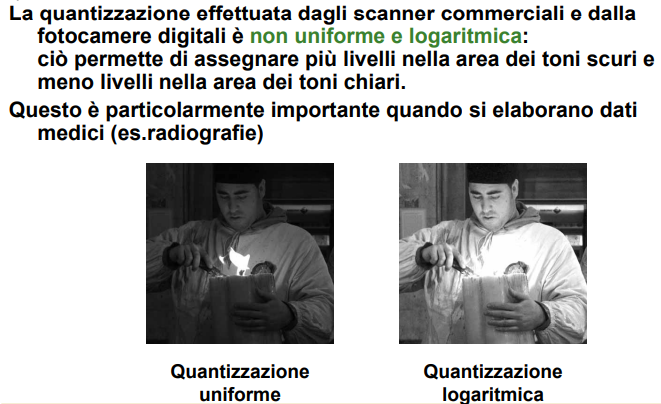 La quantizzazione effettuata dagli scanner commerciali e dalla
fotocamere digitali è non uniforme e logaritmica:
ciò permette di assegnare più livelli nella area dei toni scuri e
meno livelli nella area dei toni chiari.
Questo è particolarmente importante quando si elaborano dati
medici (es.radiografie)
Quantizzazione
uniforme
Quantizzazione
logaritmica